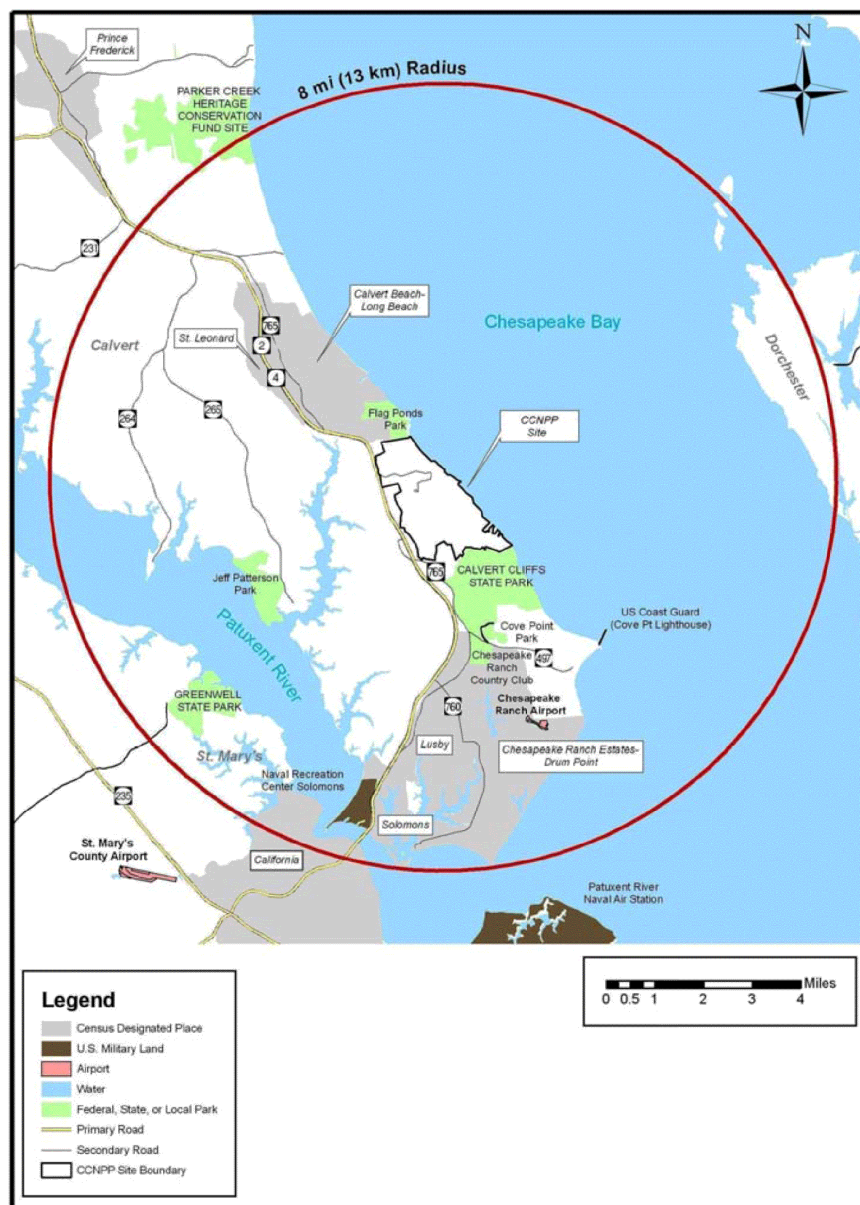 Prince
Frederick
8 mi (13 km) Radius
N
PARKER CREEK
HERITAGE
CONSERVATION
FUND SITE
231
Calvert Beach-
Long Beach
765
St. Leonard
2
4
Calvert
Chesapeake Bay
Dorchester
264
265
Flag Ponds
Park
CCNPP
Site
Jeff Patterson
Park
765
CALVERT CLIFFS
STATE PARK
US Coast Guard
(Cove Pt Lighthouse)
Cove Point
Park
Patuxent River
Chesapeake
Ranch
Country Club
497
GREENWELL
STATE PARK
Chesapeake
Ranch Airport
760
St. Mary's
Lusby
Chesapeake Ranch Estates-
Drum Point
Naval Recreation
Center Solomons
235
Solomons
St. Mary's
County Airport
California
Patuxent River
Naval Air Station
Legend
Census Designated Place
U.S. Military Land
Airport
Water
Federal, State, or Local Park
Primary Road
Secondary Road
CCNPP Site Boundary
Miles
0 0.5 1 2 3 4